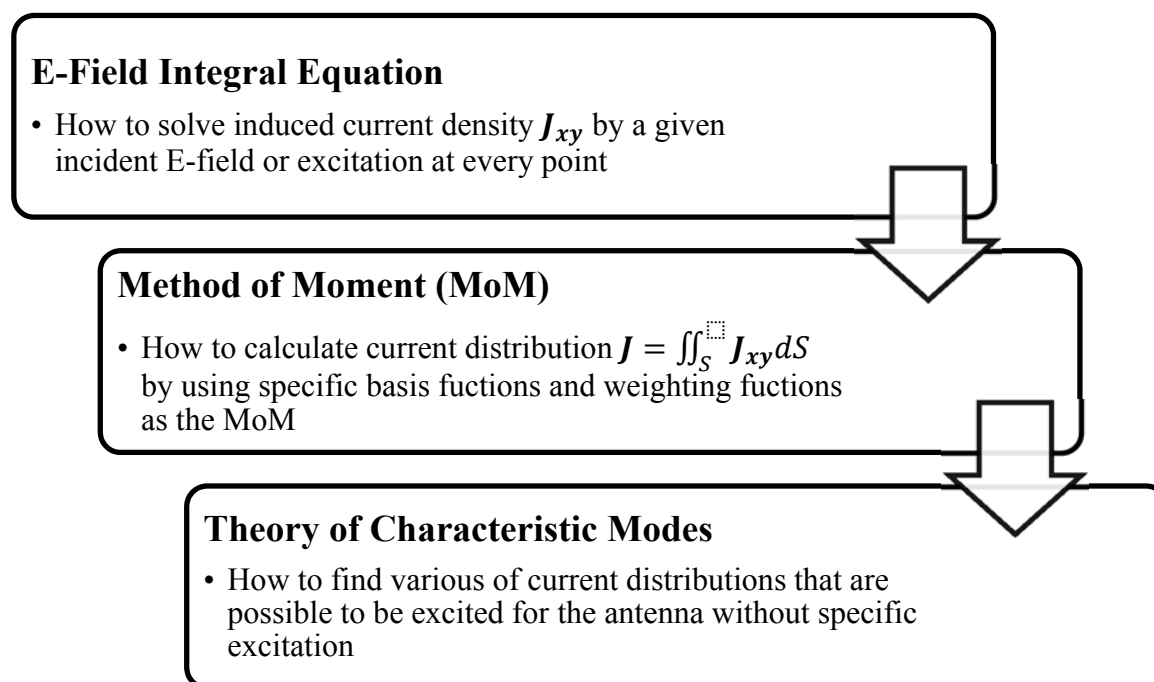 E-Field Integral Equation
• How to solve induced current density J_xy by a given
incident E-field or excitation at every point
Method of Moment (MoM)
• How to calculate current distribution J = ∬_S^⬚ J_xy dS
by using specific basis fuctions and weighting fuctions
as the MoM
Theory of Characteristic Modes
• How to find various of current distributions that are
possible to be excited for the antenna without specific
excitation